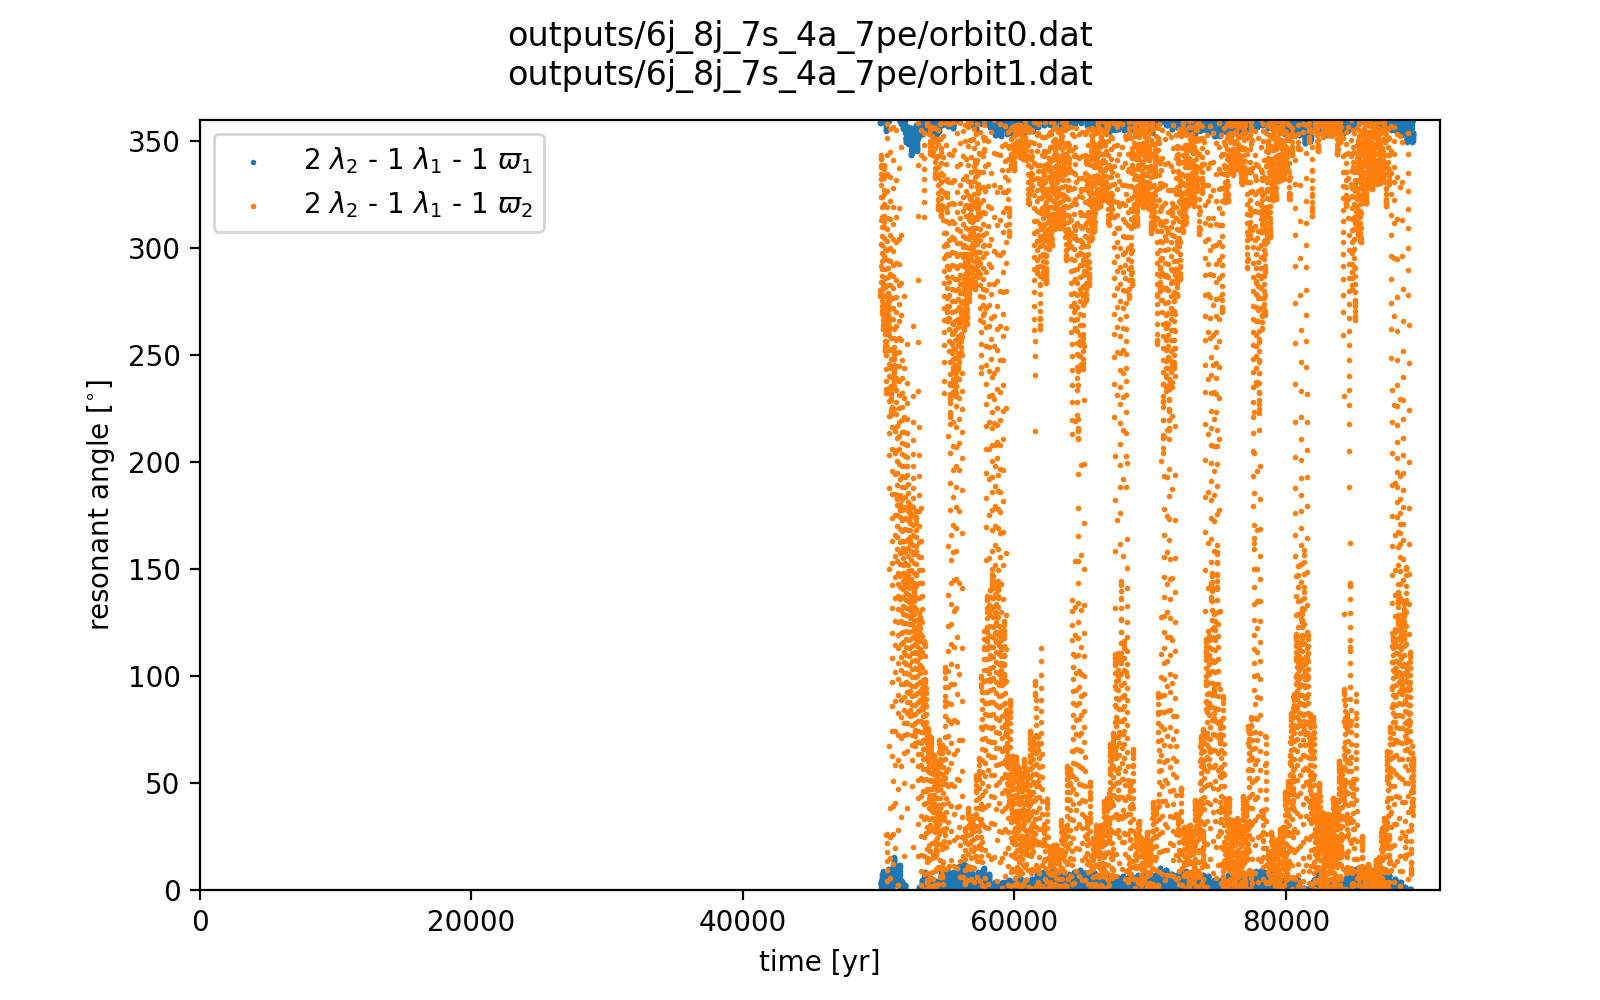 outputs/6j_8j_7s_4a_7pe/orbit0.dat
outputs/6j_8j_7s_4a_7pe/orbit1.dat
2 λ₂ - 1 λ₁ - 1 ϖ₁
2 λ₂ - 1 λ₁ - 1 ϖ₂
resonant angle [°]
350
300
250
200
150
100
50
0
0 20000 40000 60000 80000
time [yr]